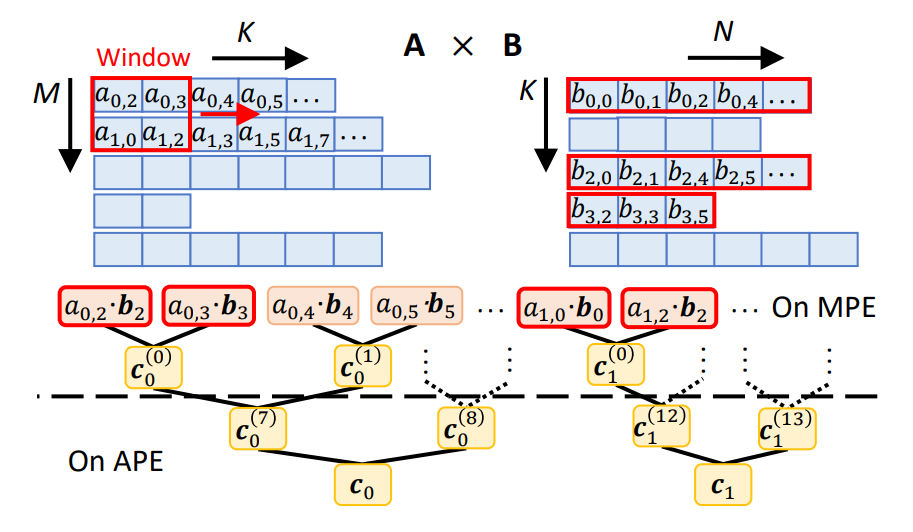 K A × B N
Window
M a0,2 a0,3 a0,4 a0,5 ... K b0,0 b0,1 b0,2 b0,4 ...
a1,0 a1,2 a1,3 a1,5 a1,7 ...
b2,0 b2,1 b2,4 b2,5 ...
b3,2 b3,3 b3,5
a0,2·b2 a0,3·b3 a0,4·b4 a0,5·b5 ... a1,0·b0 a1,2·b2 ... On MPE
c0(0) c0(1) ⋮ ⋮ c1(0) ⋮ ⋮ ⋮
c0(7) c0(8) c1(12) c1(13)
On APE c0 c1